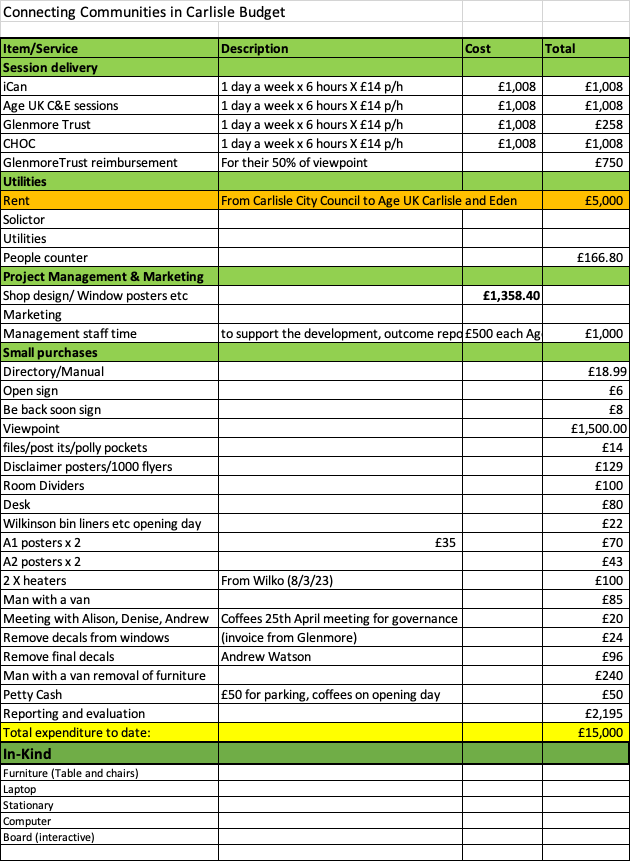 Connecting Communities in Carlisle Budget
Item/Service Description Cost Total
Session delivery
iCan 1 day a week x 6 hours X £14 p/h £1,008 £1,008
Age UK C&E sessions 1 day a week x 6 hours X £14 p/h £1,008 £1,008
Glenmore Trust 1 day a week x 6 hours X £14 p/h £1,008 £258
CHOC 1 day a week x 6 hours X £14 p/h £1,008 £1,008
GlenmoreTrust reimbursement For their 50% of viewpoint £750
Utilities
Rent From Carlisle City Council to Age UK Carlisle and Eden £5,000
Solictor
Utilities
People counter £166.80
Project Management & Marketing
Shop design/ Window posters etc £1,358.40
Marketing
Management staff time to support the development, outcome repo £500 each Ag £1,000
Small purchases
Directory/Manual £18.99
Open sign £6
Be back soon sign £8
Viewpoint £1,500.00
files/post its/polly pockets £14
Disclaimer posters/1000 flyers £129
Room Dividers £100
Desk £80
Wilkinson bin liners etc opening day £22
A1 posters x 2 £35 £70
A2 posters x 2 £43
2 X heaters From Wilko (8/3/23) £100
Man with a van £85
Meeting with Alison, Denise, Andrew Coffees 25th April meeting for governance £20
Remove decals from windows (invoice from Glenmore) £24
Remove final decals Andrew Watson £96
Man with a van removal of furniture £240
Petty Cash £50 for parking, coffees on opening day £50
Reporting and evaluation £2,195
Total expenditure to date: £15,000
In-Kind
Furniture (Table and chairs)
Laptop
Stationary
Computer
Board (interactive)